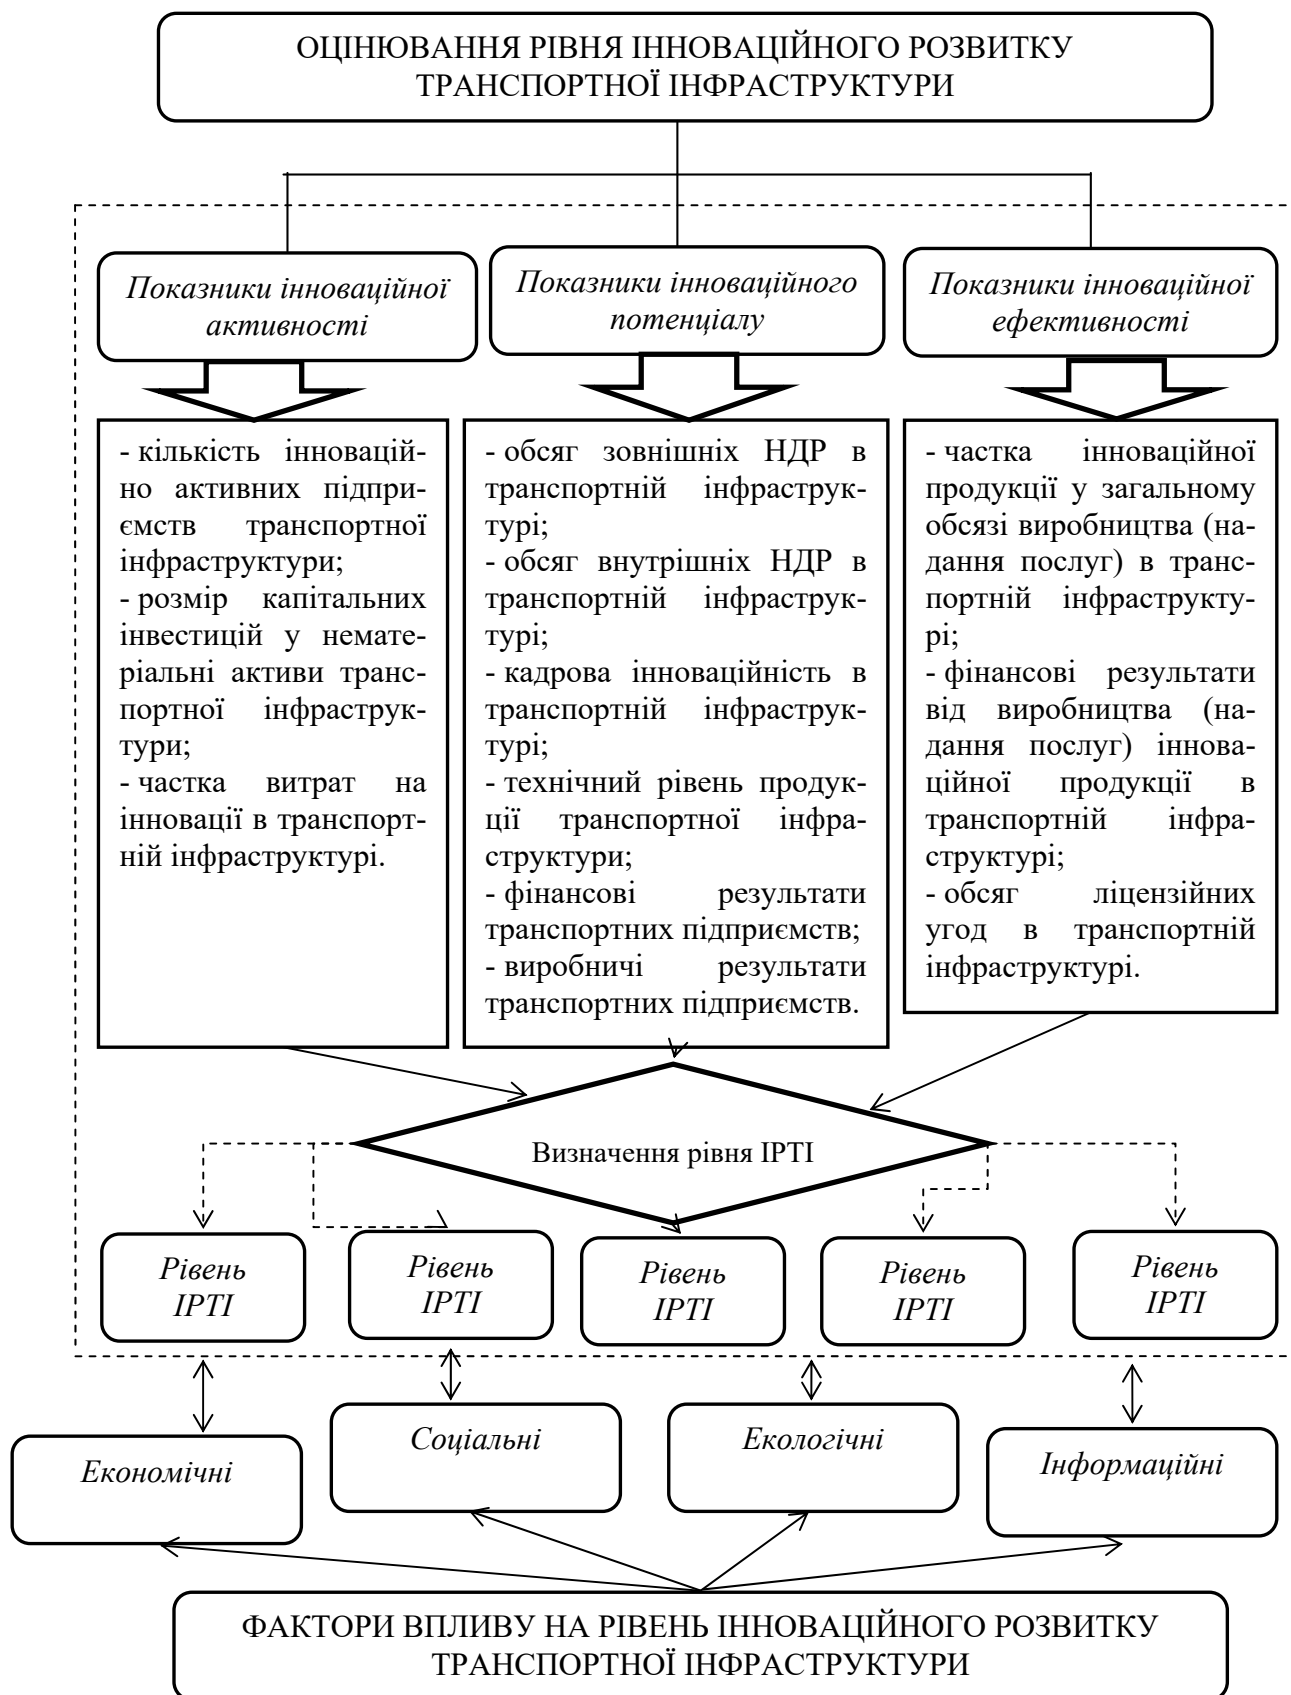 ОЦІНЮВАННЯ РІВНЯ ІННОВАЦІЙНОГО РОЗВИТКУ
ТРАНСПОРТНОЇ ІНФРАСТРУКТУРИ
Показники інноваційної
активності
Показники інноваційного
потенціалу
Показники інноваційної
ефективності
- кількість інновацій-
но активних підпри-
ємств транспортної
інфраструктури;
- розмір капітальних
інвестицій у немате-
ріальні активи транс-
портної інфраструк-
тури;
- частка витрат на
інновації в транспорт-
ній інфраструктурі.
- обсяг зовнішніх НДР в
транспортній інфраструк-
турі;
- обсяг внутрішніх НДР в
транспортній інфраструк-
турі;
- кадрова інноваційність в
транспортній інфраструк-
турі;
- технічний рівень продук-
ції транспортної інфра-
структури;
- фінансові результати
транспортних підприємств;
- виробничі результати
транспортних підприємств.
- частка інноваційної
продукції у загальному
обсязі виробництва (на-
дання послуг) в транс-
портній інфраструкту-
рі;
- фінансові результати
від виробництва (на-
дання послуг) іннова-
ційної продукції в
транспортній інфра-
структурі;
- обсяг ліцензійних
угод в транспортній
інфраструктурі.
Визначення рівня ІРТІ
Рівень
ІРТІ
Рівень
ІРТІ
Рівень
ІРТІ
Рівень
ІРТІ
Рівень
ІРТІ
Економічні
Соціальні
Екологічні
Інформаційні
ФАКТОРИ ВПЛИВУ НА РІВЕНЬ ІННОВАЦІЙНОГО РОЗВИТКУ
ТРАНСПОРТНОЇ ІНФРАСТРУКТУРИ